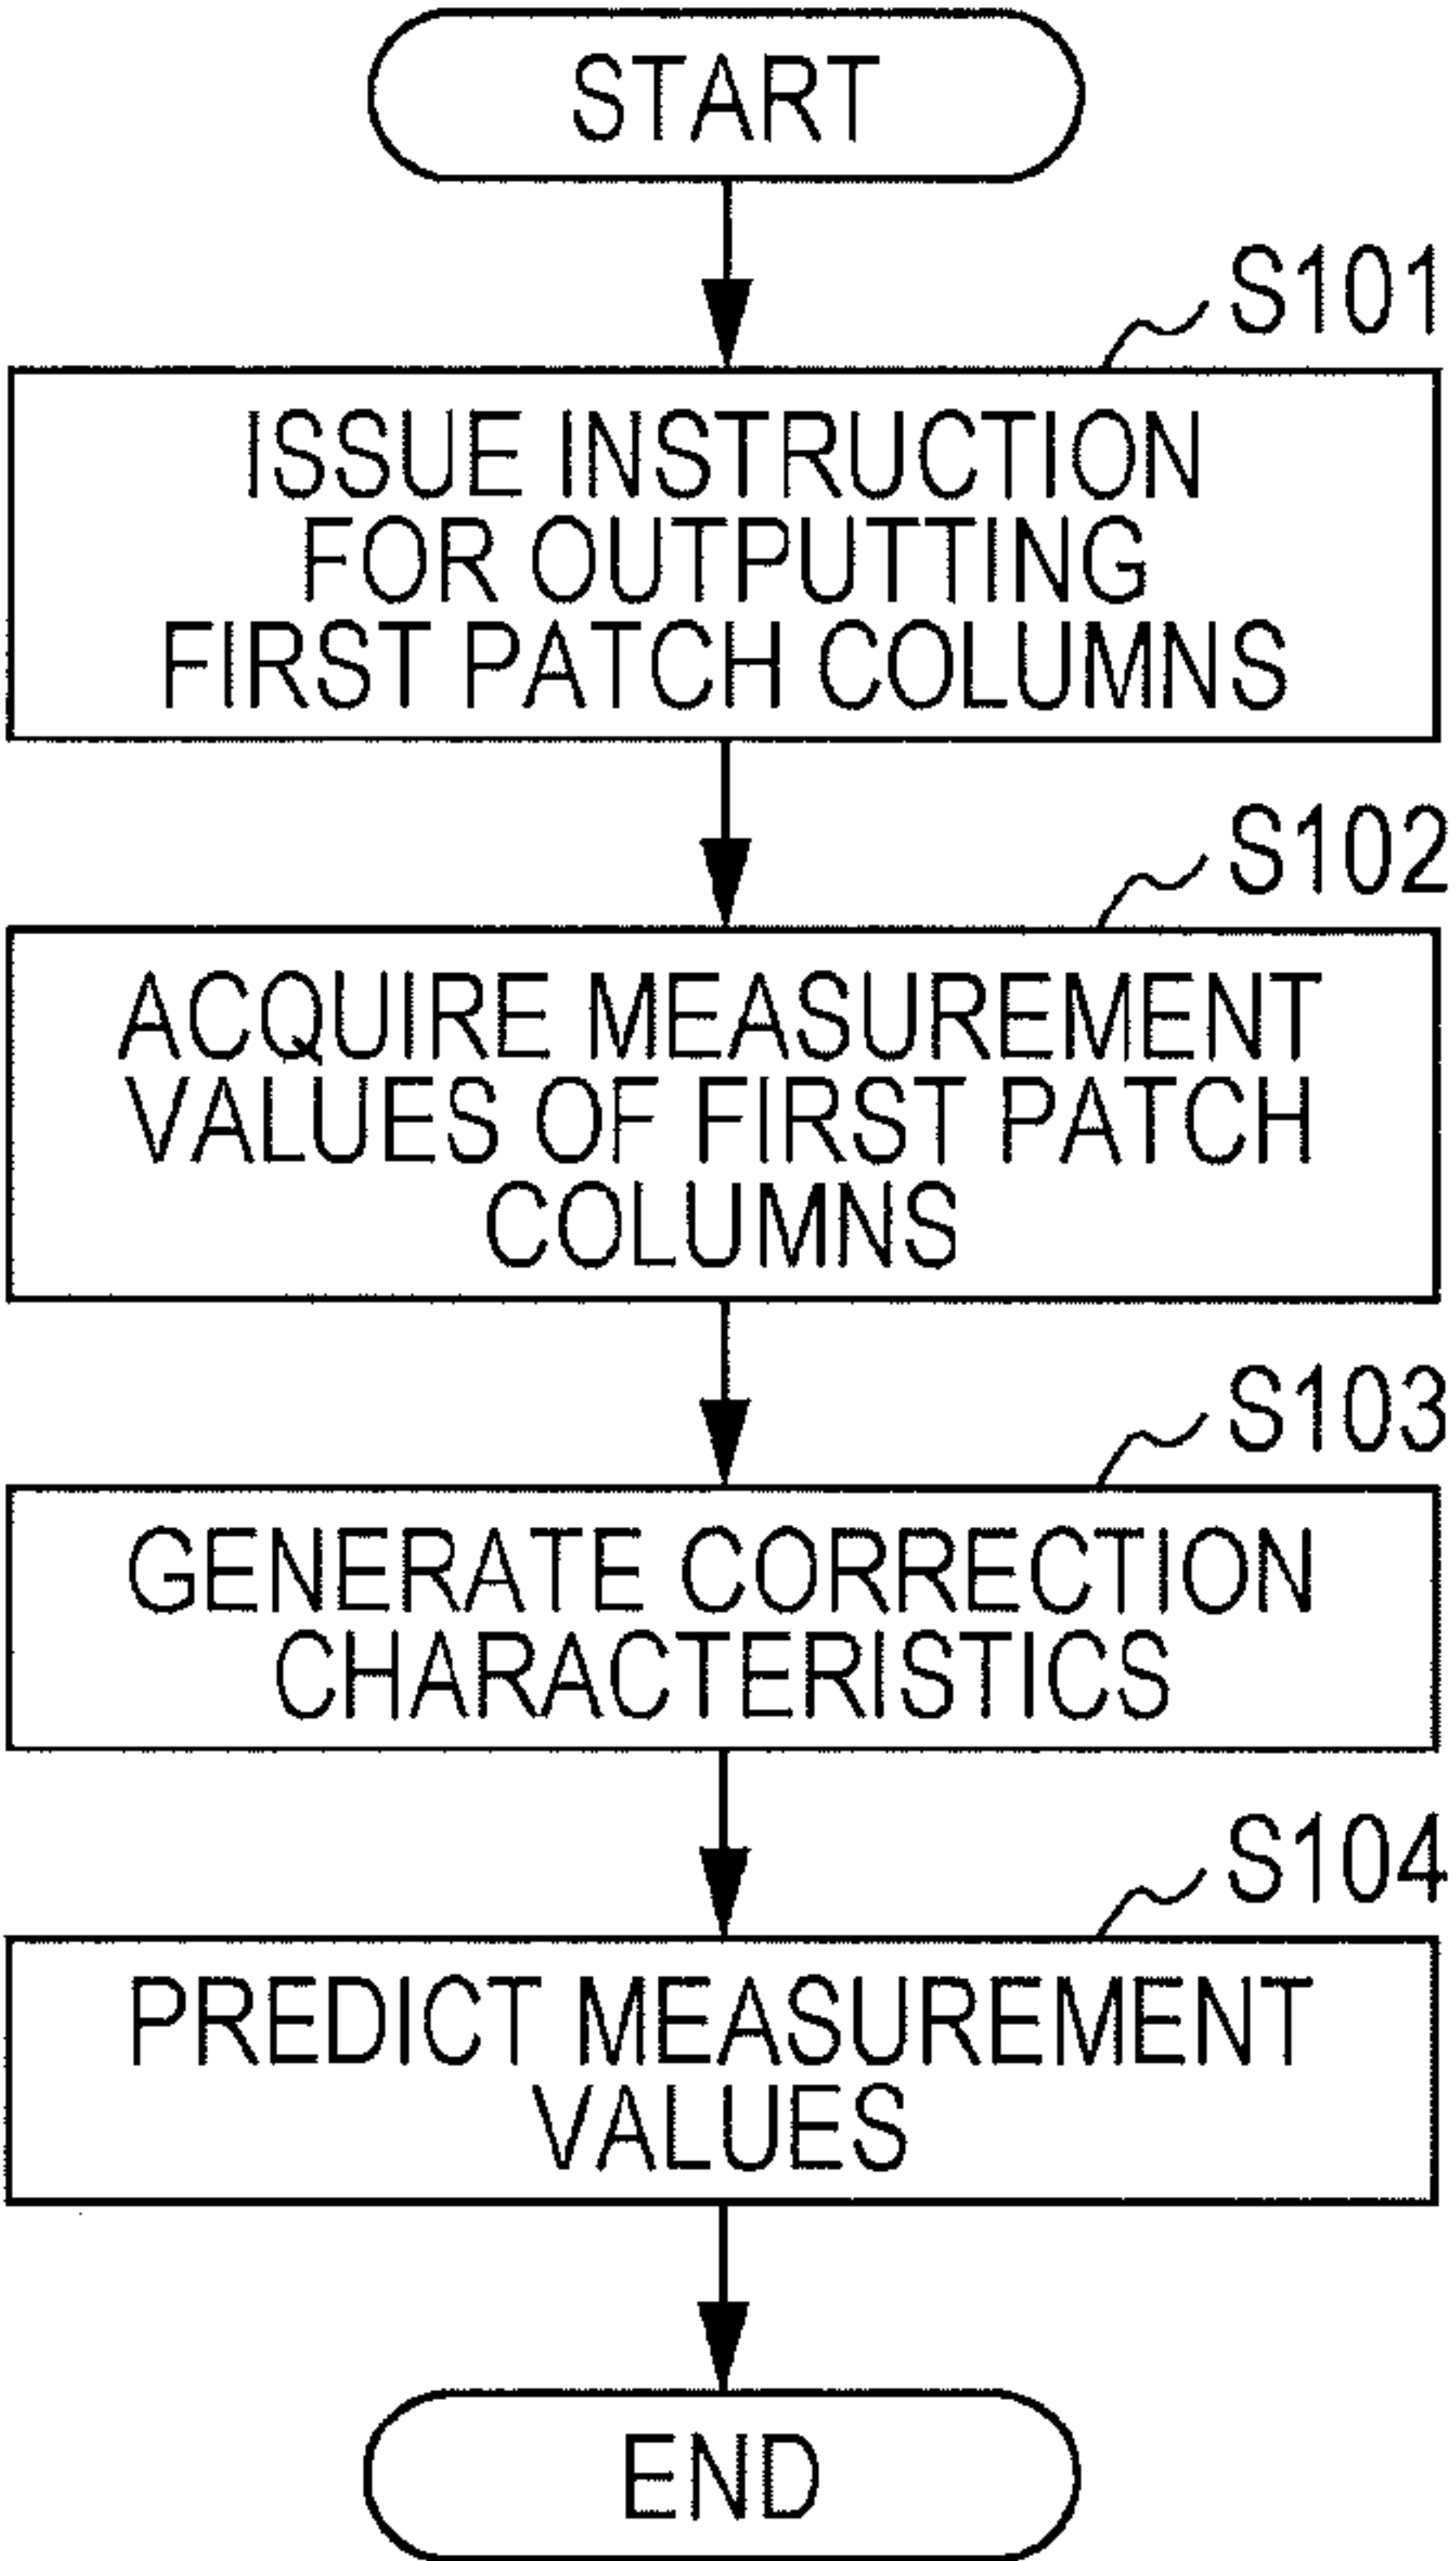 START
S101
ISSUE INSTRUCTION
FOR OUTPUTTING
FIRST PATCH COLUMNS
S102
ACQUIRE MEASUREMENT
VALUES OF FIRST PATCH
COLUMNS
S103
GENERATE CORRECTION
CHARACTERISTICS
S104
PREDICT MEASUREMENT
VALUES
END